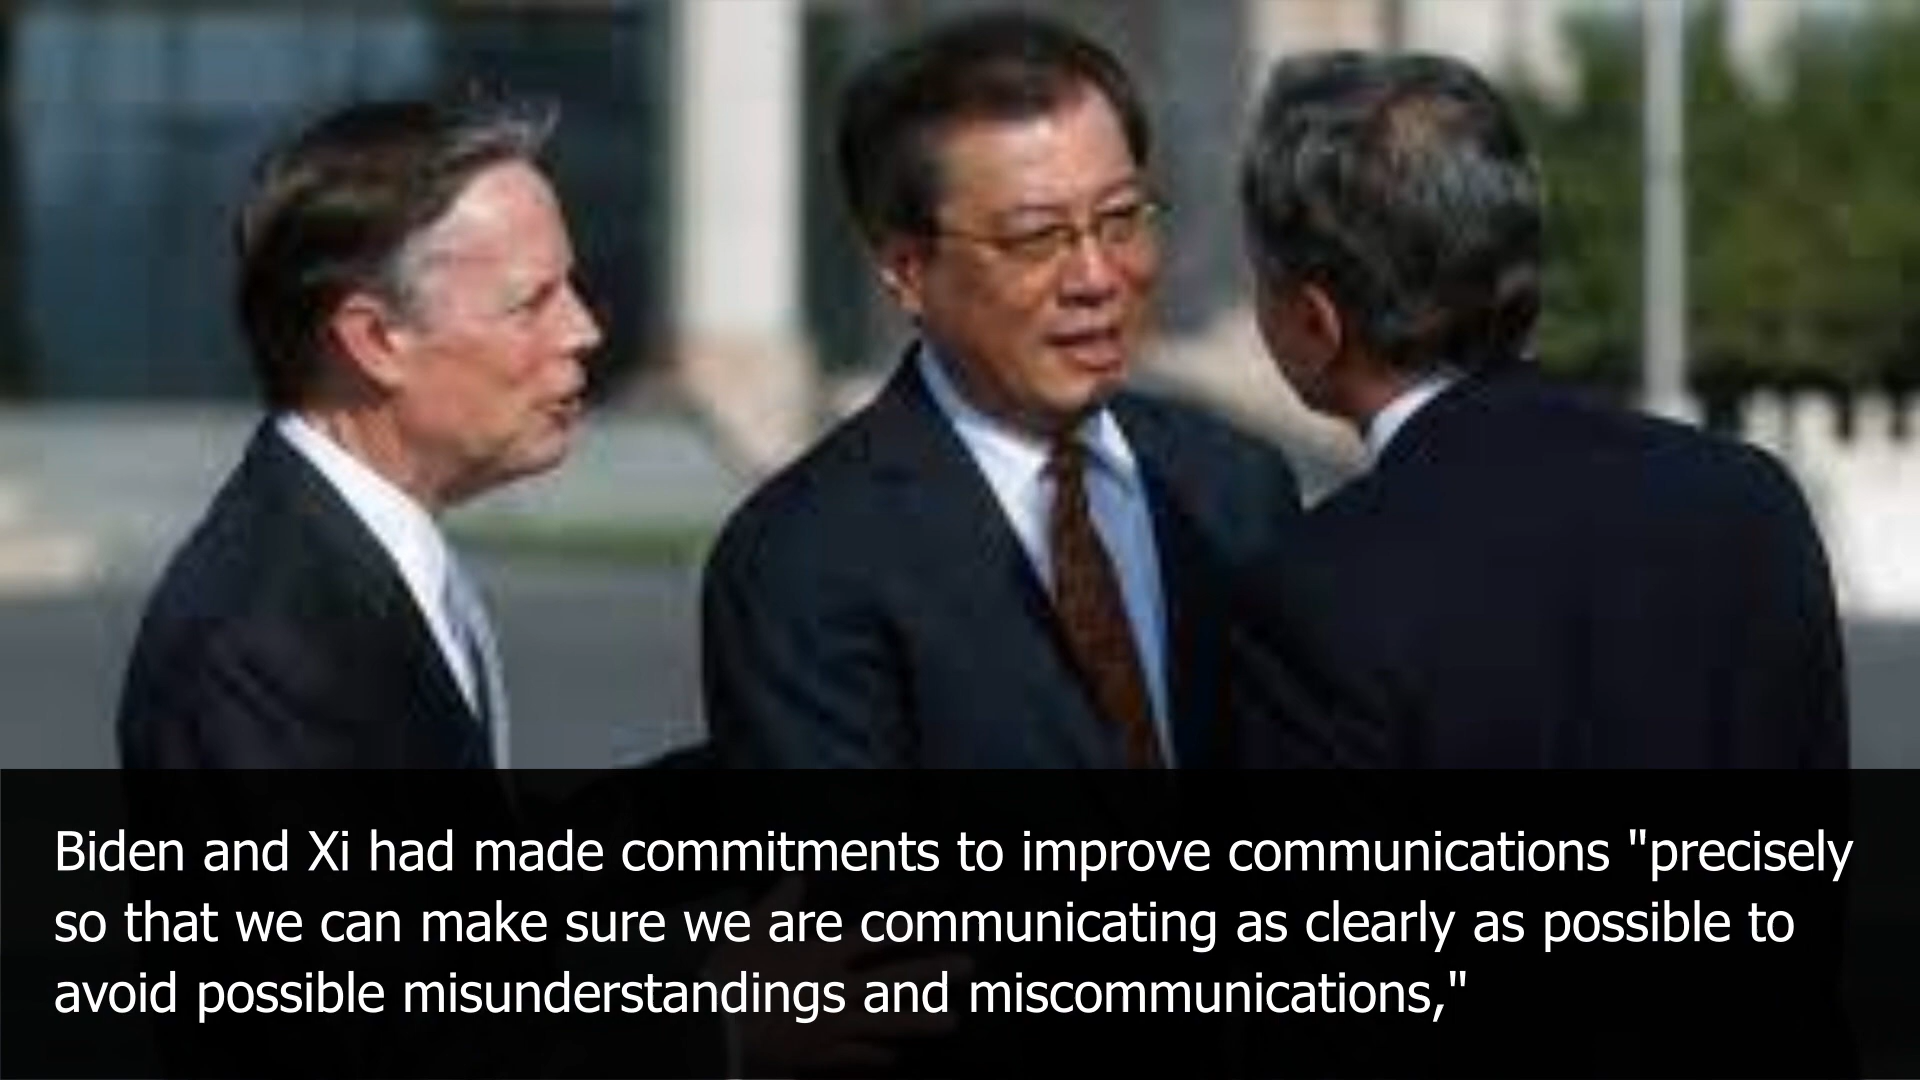 Biden and Xi had made commitments to improve communications "precisely
so that we can make sure we are communicating as clearly as possible to
avoid possible misunderstandings and miscommunications,"